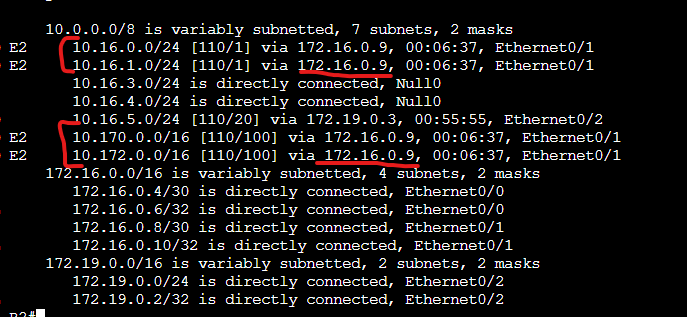 10.0.0.0/8 is variably subnetted, 7 subnets, 2 masks
E2 10.16.0.0/24 [110/1] via 172.16.0.9, 00:06:37, Ethernet0/1
E2 10.16.1.0/24 [110/1] via 172.16.0.9, 00:06:37, Ethernet0/1
10.16.3.0/24 is directly connected, Null0
10.16.4.0/24 is directly connected, Null0
10.16.5.0/24 [110/20] via 172.19.0.3, 00:55:55, Ethernet0/2
E2 10.170.0.0/16 [110/100] via 172.16.0.9, 00:06:37, Ethernet0/1
E2 10.172.0.0/16 [110/100] via 172.16.0.9, 00:06:37, Ethernet0/1
172.16.0.0/16 is variably subnetted, 4 subnets, 2 masks
172.16.0.4/30 is directly connected, Ethernet0/0
172.16.0.6/32 is directly connected, Ethernet0/0
172.16.0.8/30 is directly connected, Ethernet0/1
172.16.0.10/32 is directly connected, Ethernet0/1
172.19.0.0/16 is variably subnetted, 2 subnets, 2 masks
172.19.0.0/24 is directly connected, Ethernet0/2
172.19.0.2/32 is directly connected, Ethernet0/2